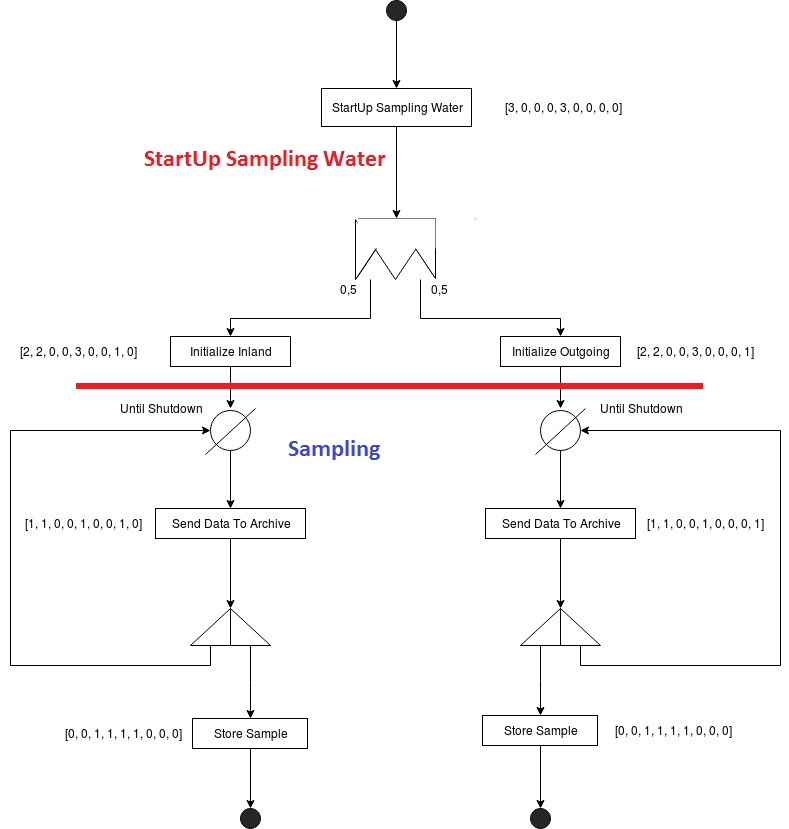 StartUp Sampling Water
[3, 0, 0, 0, 3, 0, 0, 0, 0]
StartUp Sampling Water
0,5
0,5
[2, 2, 0, 0, 3, 0, 0, 1, 0]
Initialize Inland
Initialize Outgoing
[2, 2, 0, 0, 3, 0, 0, 0, 1]
Until Shutdown
Until Shutdown
Sampling
[1, 1, 0, 0, 1, 0, 0, 1, 0]
Send Data To Archive
Send Data To Archive
[1, 1, 0, 0, 1, 0, 0, 0, 1]
[0, 0, 1, 1, 1, 1, 0, 0, 0]
Store Sample
Store Sample
[0, 0, 1, 1, 1, 1, 0, 0, 0]